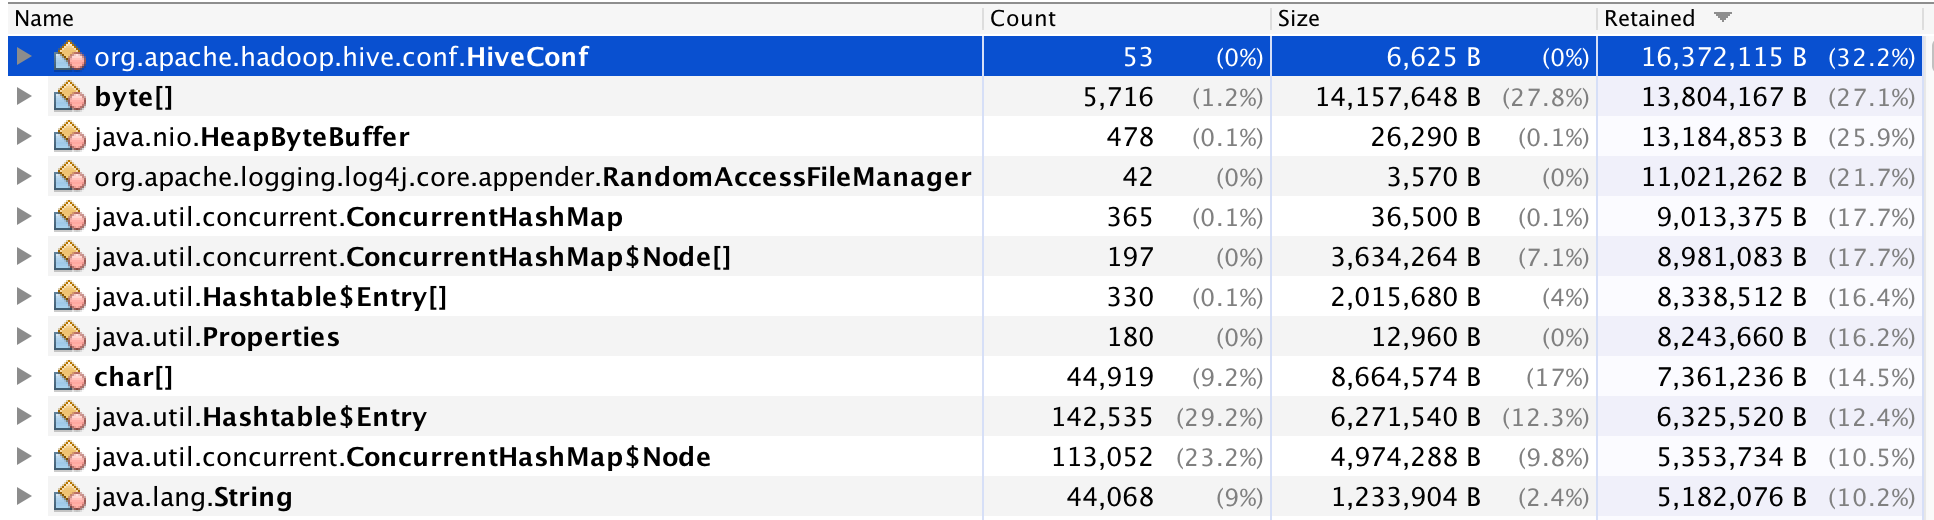 Name Count Size Retained
org.apache.hadoop.hive.conf.HiveConf 53 (0%) 6,625 B (0%) 16,372,115 B (32.2%)
byte[] 5,716 (1.2%) 14,157,648 B (27.8%) 13,804,167 B (27.1%)
java.nio.HeapByteBuffer 478 (0.1%) 26,290 B (0.1%) 13,184,853 B (25.9%)
org.apache.logging.log4j.core.appender.RandomAccessFileManager 42 (0%) 3,570 B (0%) 11,021,262 B (21.7%)
java.util.concurrent.ConcurrentHashMap 365 (0.1%) 36,500 B (0.1%) 9,013,375 B (17.7%)
java.util.concurrent.ConcurrentHashMap$Node[] 197 (0%) 3,634,264 B (7.1%) 8,981,083 B (17.7%)
java.util.Hashtable$Entry[] 330 (0.1%) 2,015,680 B (4%) 8,338,512 B (16.4%)
java.util.Properties 180 (0%) 12,960 B (0%) 8,243,660 B (16.2%)
char[] 44,919 (9.2%) 8,664,574 B (17%) 7,361,236 B (14.5%)
java.util.Hashtable$Entry 142,535 (29.2%) 6,271,540 B (12.3%) 6,325,520 B (12.4%)
java.util.concurrent.ConcurrentHashMap$Node 113,052 (23.2%) 4,974,288 B (9.8%) 5,353,734 B (10.5%)
java.lang.String 44,068 (9%) 1,233,904 B (2.4%) 5,182,076 B (10.2%)